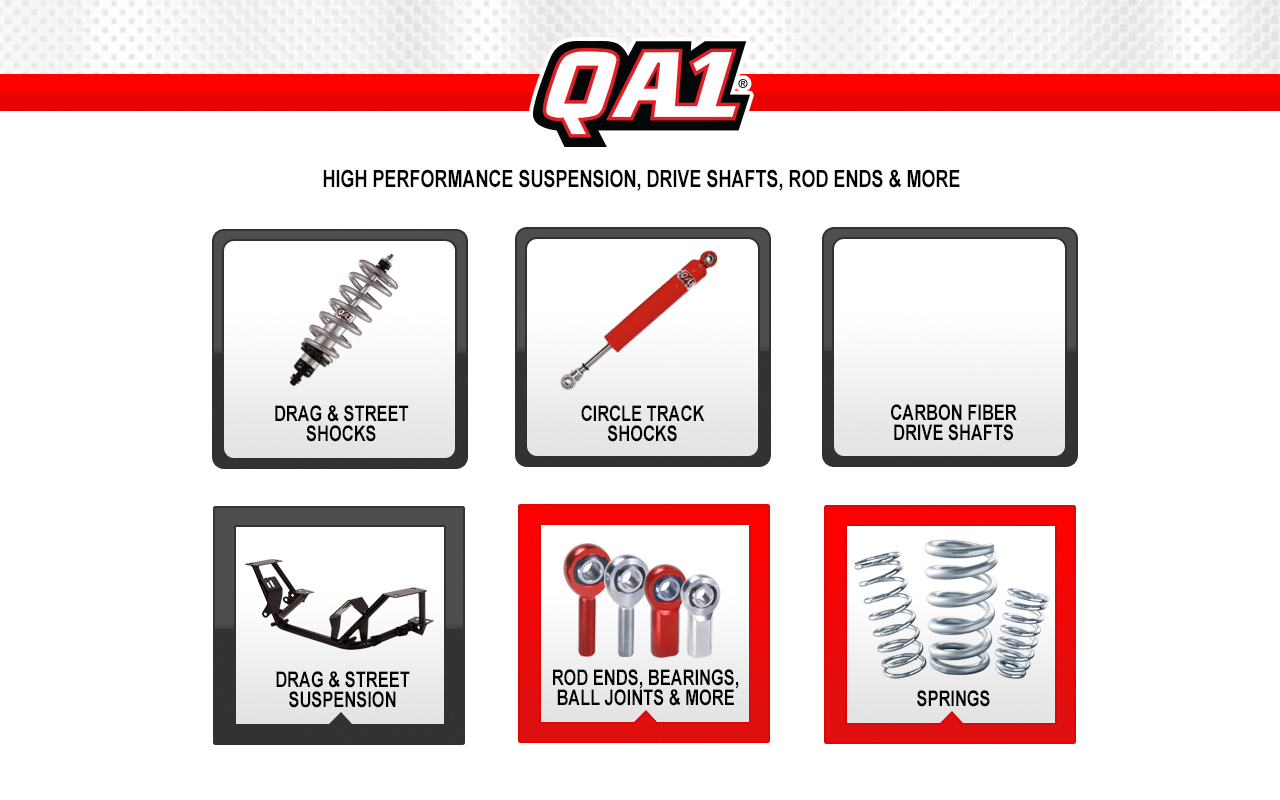 QA1®
HIGH PERFORMANCE SUSPENSION, DRIVE SHAFTS, ROD ENDS & MORE
QA1
DRAG & STREET
SHOCKS
CIRCLE TRACK
SHOCKS
CARBON FIBER
DRIVE SHAFTS
DRAG & STREET
SUSPENSION
ROD ENDS, BEARINGS,
BALL JOINTS & MORE
SPRINGS